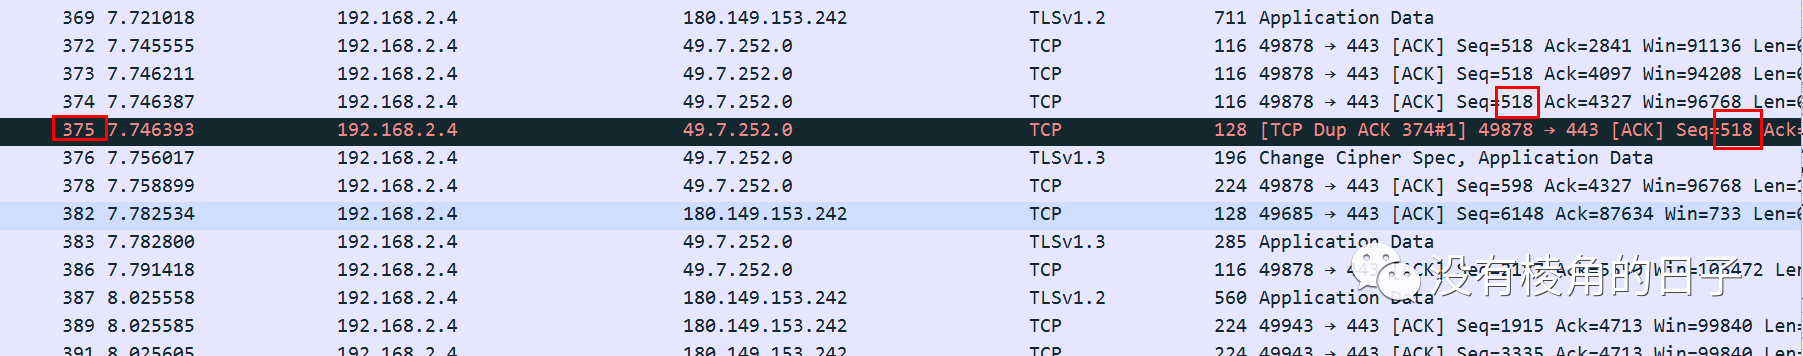 369 7.721018 192.168.2.4 180.149.153.242 TLSv1.2 711 Application Data
372 7.745555 192.168.2.4 49.7.252.0 TCP 116 49878 → 443 [ACK] Seq=518 Ack=2841 Win=91136 Len=0
373 7.746211 192.168.2.4 49.7.252.0 TCP 116 49878 → 443 [ACK] Seq=518 Ack=4097 Win=94208 Len=0
374 7.746387 192.168.2.4 49.7.252.0 TCP 116 49878 → 443 [ACK] Seq=518 Ack=4327 Win=96768 Len=0
375 7.746393 192.168.2.4 49.7.252.0 TCP 128 [TCP Dup ACK 374#1] 49878 → 443 [ACK] Seq=518 Ack=
376 7.756017 192.168.2.4 49.7.252.0 TLSv1.3 196 Change Cipher Spec, Application Data
378 7.758899 192.168.2.4 49.7.252.0 TCP 224 49878 → 443 [ACK] Seq=598 Ack=4327 Win=96768 Len=
382 7.782534 192.168.2.4 180.149.153.242 TCP 128 49685 → 443 [ACK] Seq=6148 Ack=87634 Win=733 Len=0
383 7.782800 192.168.2.4 49.7.252.0 TLSv1.3 285 Application Data
386 7.791418 192.168.2.4 49.7.252.0 TCP 116 49878 → 443 [ACK] Len=
没有棱角的日子
387 8.025558 192.168.2.4 180.149.153.242 TLSv1.2 560 Application Data
389 8.025585 192.168.2.4 180.149.153.242 TCP 224 49943 → 443 [ACK] Seq=1915 Ack=4713 Win=99840 Len=
391 8.025605 192.168.2.4 180.149.153.242 TCP 224 49943 → 443 [ACK] Seq=3335 Ack=4713 Win=99840 Len=